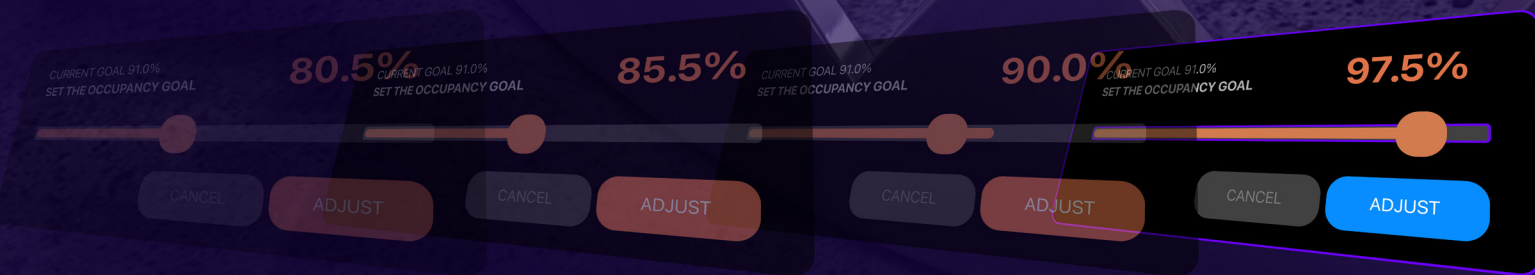 CURRENT GOAL 91.0%
SET THE OCCUPANCY GOAL
80.5%
CANCEL
ADJUST
CURRENT GOAL 91.0%
SET THE OCCUPANCY GOAL
85.5%
CANCEL
ADJUST
CURRENT GOAL 91.0%
SET THE OCCUPANCY GOAL
90.0%
CANCEL
ADJUST
CURRENT GOAL 91.0%
SET THE OCCUPANCY GOAL
97.5%
CANCEL
ADJUST